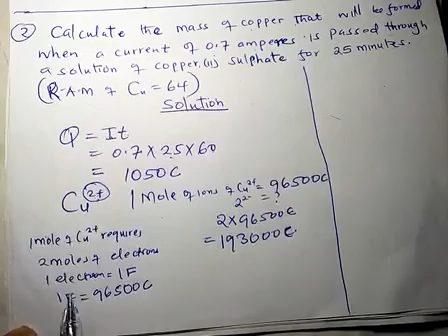 ② Calculate the mass of copper that will be formed
when a current of 0.7 amperes is passed through
a solution of copper (ii) sulphate for 25 minutes.
(R.A.M of Cu = 64)
Solution
Q = It
= 0.7 × 25 × 60
= 1050C
Cu²⁺
1 Mole of ions of Cu²⁺ = 96500C
= ?
2 × 96500C
= 193000C
1 mole of Cu²⁺ requires
2 moles of electrons
1 electron = 1F
= 96500C